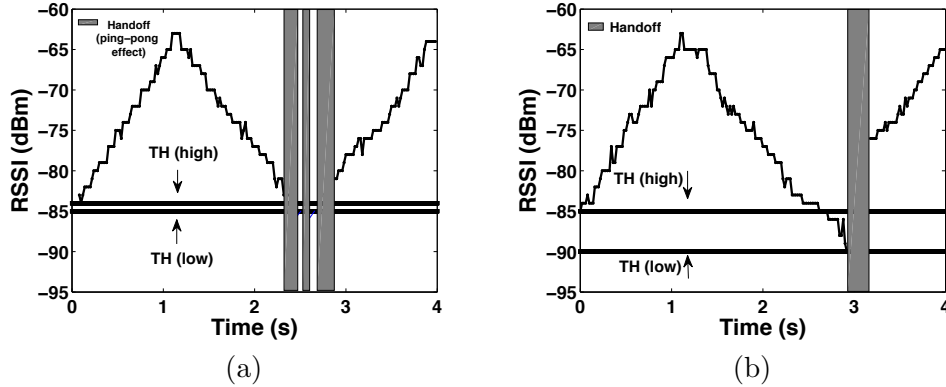 −60
−65
−70
−75
−80
−85
−90
−95
RSSI (dBm)
Handoff
(ping−pong
effect)
TH (high)
TH (low)
0
1
2
3
4
Time (s)
(a)
−60
−65
−70
−75
−80
−85
−90
−95
RSSI (dBm)
Handoff
TH (high)
TH (low)
0
1
2
3
4
Time (s)
(b)